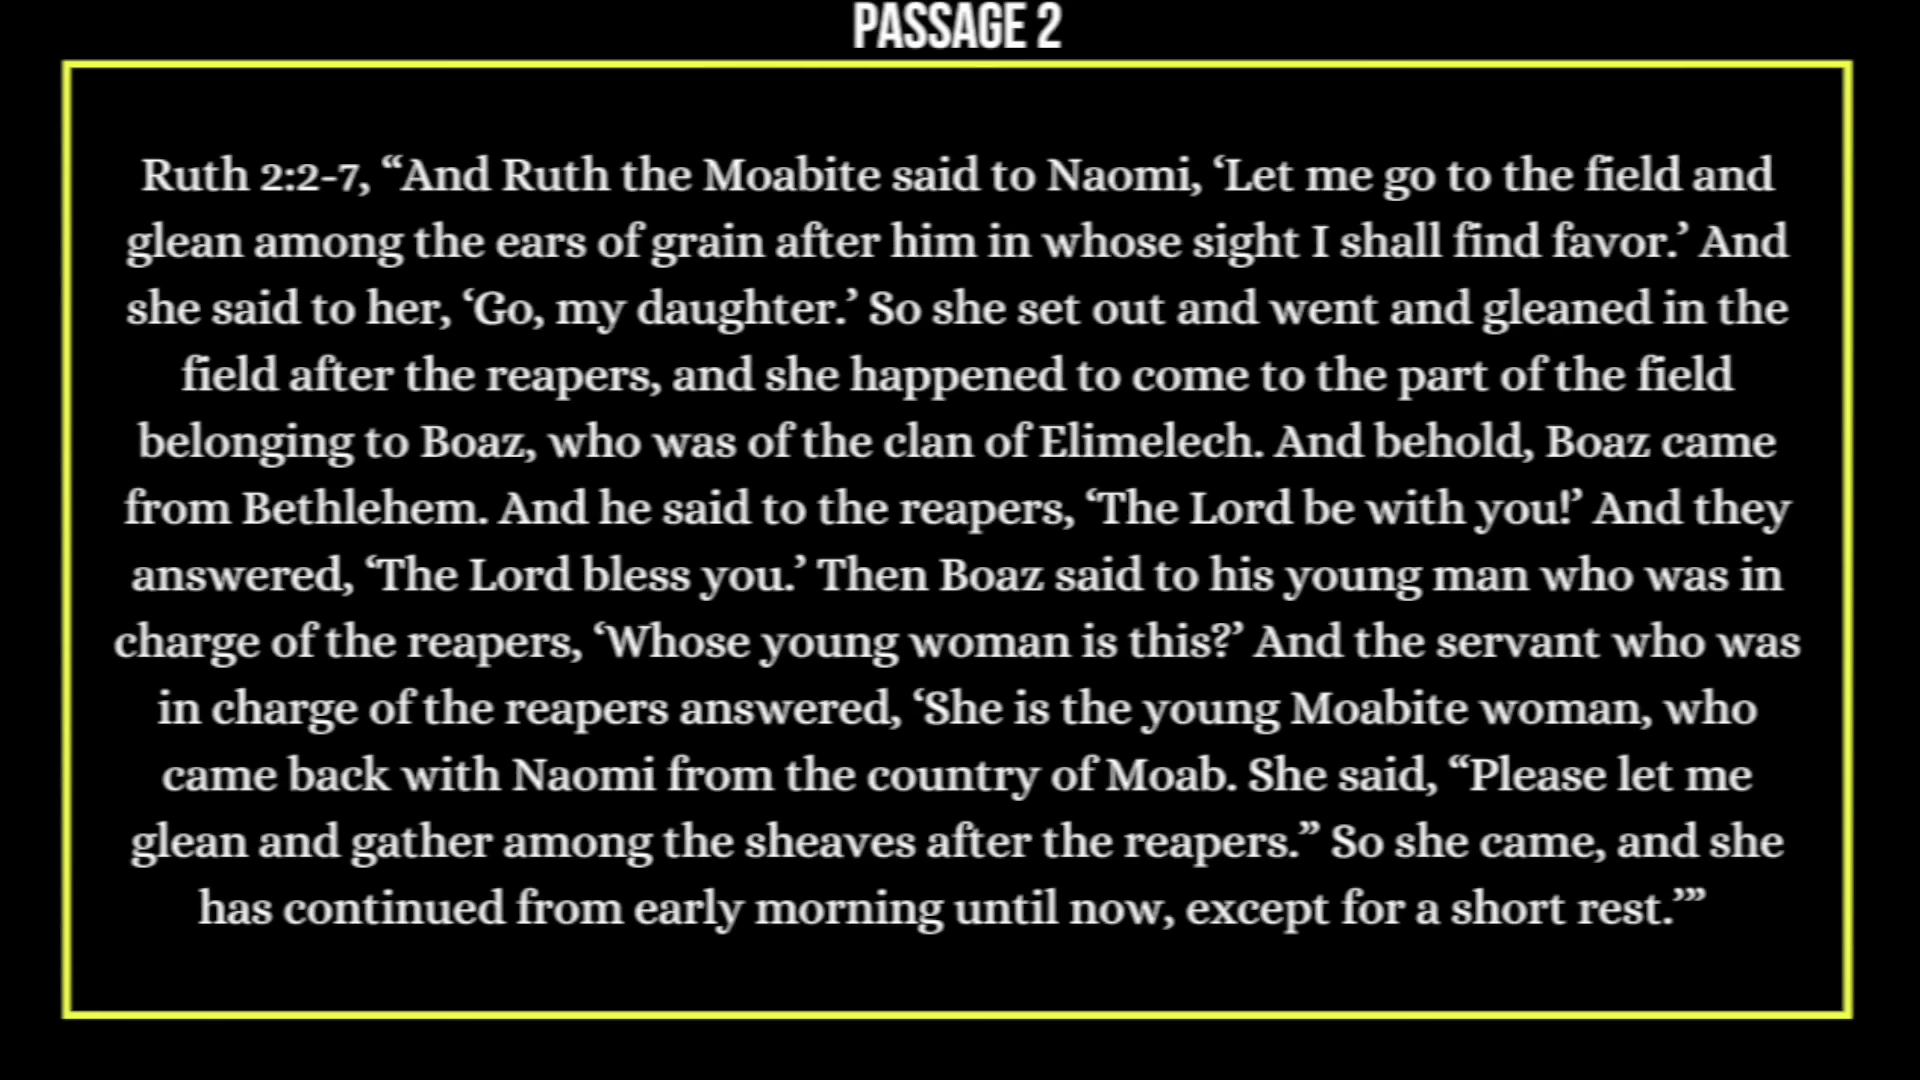 PASSAGE 2
Ruth 2:2-7, “And Ruth the Moabite said to Naomi, ‘Let me go to the field and
glean among the ears of grain after him in whose sight I shall find favor.’ And
she said to her, ‘Go, my daughter.’ So she set out and went and gleaned in the
field after the reapers, and she happened to come to the part of the field
belonging to Boaz, who was of the clan of Elimelech. And behold, Boaz came
from Bethlehem. And he said to the reapers, ‘The Lord be with you!’ And they
answered, ‘The Lord bless you.’ Then Boaz said to his young man who was in
charge of the reapers, ‘Whose young woman is this?’ And the servant who was
in charge of the reapers answered, ‘She is the young Moabite woman, who
came back with Naomi from the country of Moab. She said, “Please let me
glean and gather among the sheaves after the reapers.” So she came, and she
has continued from early morning until now, except for a short rest.’”